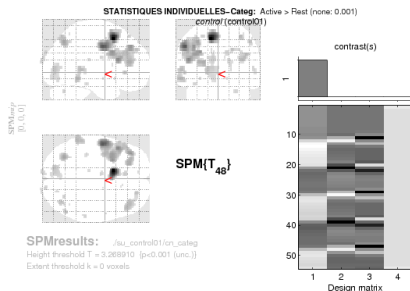 STATISTIQUES INDIVIDUELLES-Categ: Active > Rest (none: 0.001)
control (control01)
contrast(s)
1
<
<
<
SPMmip
[0, 0, 0]
SPM{T48}
10
20
30
40
50
1 2 3 4
Design matrix
SPMresults: ./su_control01/cn_categ
Height threshold T = 3.268910 {p<0.001 (unc.)}
Extent threshold k = 0 voxels